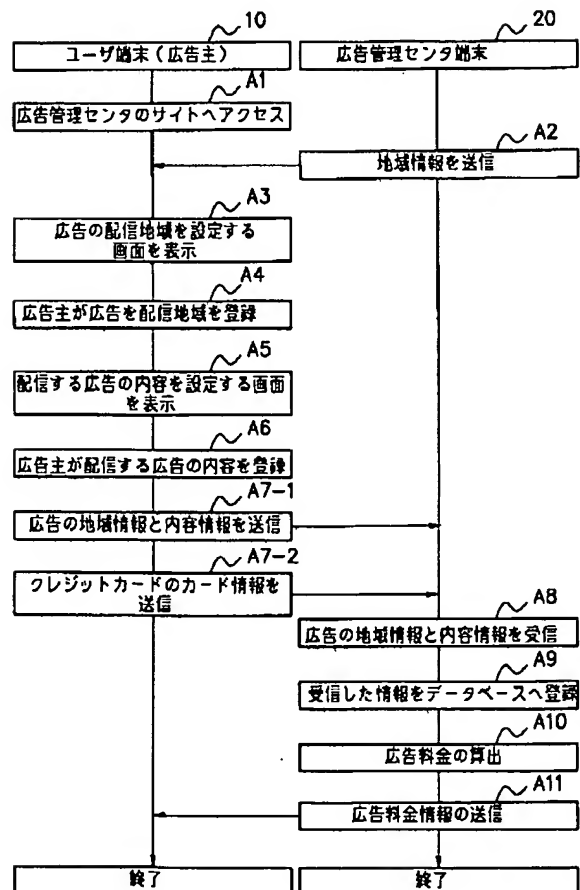 10
20
ユーザ端末(広告主)
広告管理センタ端末
A1
広告管理センタのサイトへアクセス
A2
地域情報を送信
A3
広告の配信地域を設定する
画面を表示
A4
広告主が広告を配信地域を登録
A5
配信する広告の内容を設定する画面
を表示
A6
広告主が配信する広告の内容を登録
A7-1
広告の地域情報と内容情報を送信
A7-2
クレジットカードのカード情報を
送信
A8
広告の地域情報と内容情報を受信
A9
受信した情報をデータベースへ登録
A10
広告料金の算出
A11
広告料金情報の送信
終了
終了